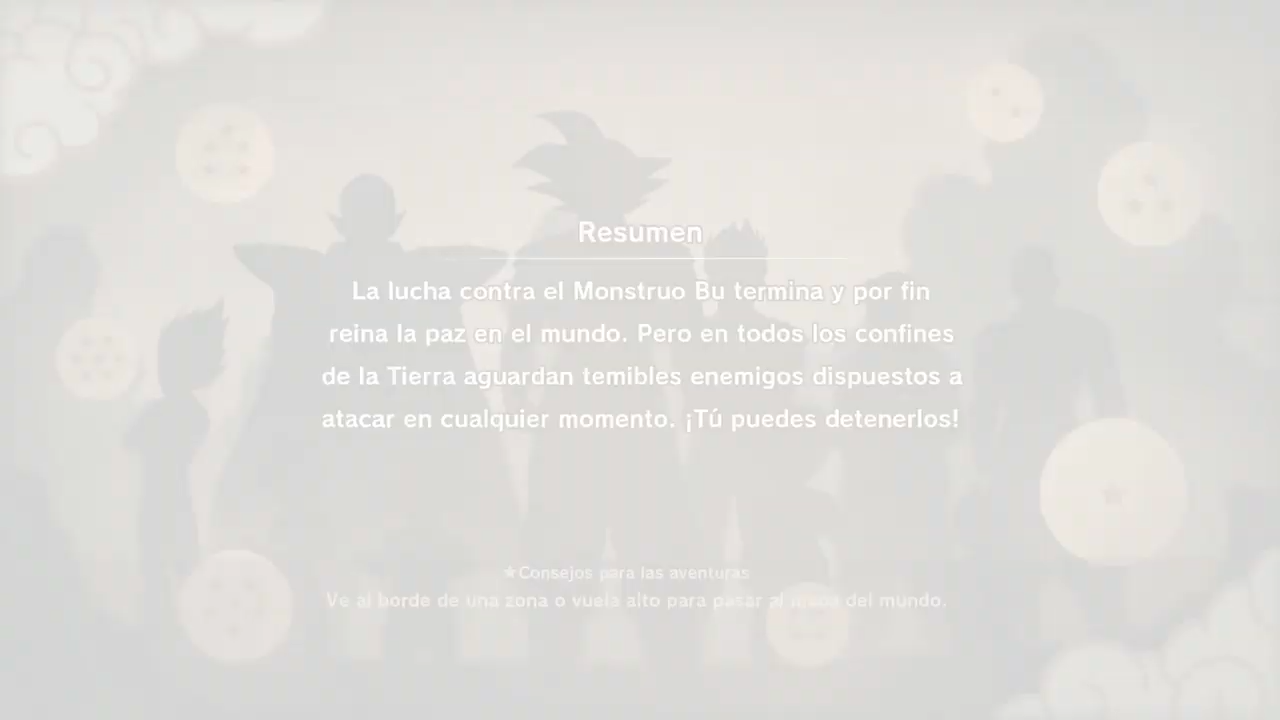 Resumen
La lucha contra el Monstruo Bu termina y por fin
reina la paz en el mundo. Pero en todos los confines
de la Tierra aguardan temibles enemigos dispuestos a
atacar en cualquier momento. ¡Tú puedes detenerlos!
★Consejos para las aventuras
Ve al borde de una zona o vuela alto para pasar al mapa del mundo.